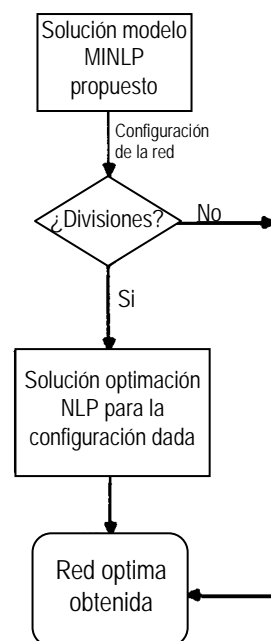 Solución modelo
MINLP
propuesto
Configuración
de la red
¿Divisiones?
No
Si
Solución optimación
NLP para la
configuración dada
Red optima
obtenida